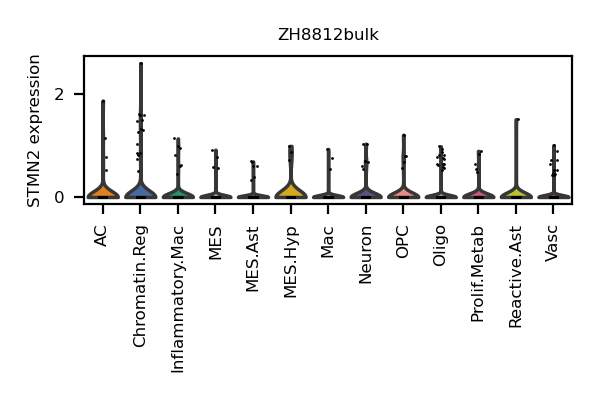 ZH8812bulk
STMN2 expression
2
0
AC
Chromatin.Reg
Inflammatory.Mac
MES
MES.Ast
MES.Hyp
Mac
Neuron
OPC
Oligo
Prolif.Metab
Reactive.Ast
Vasc